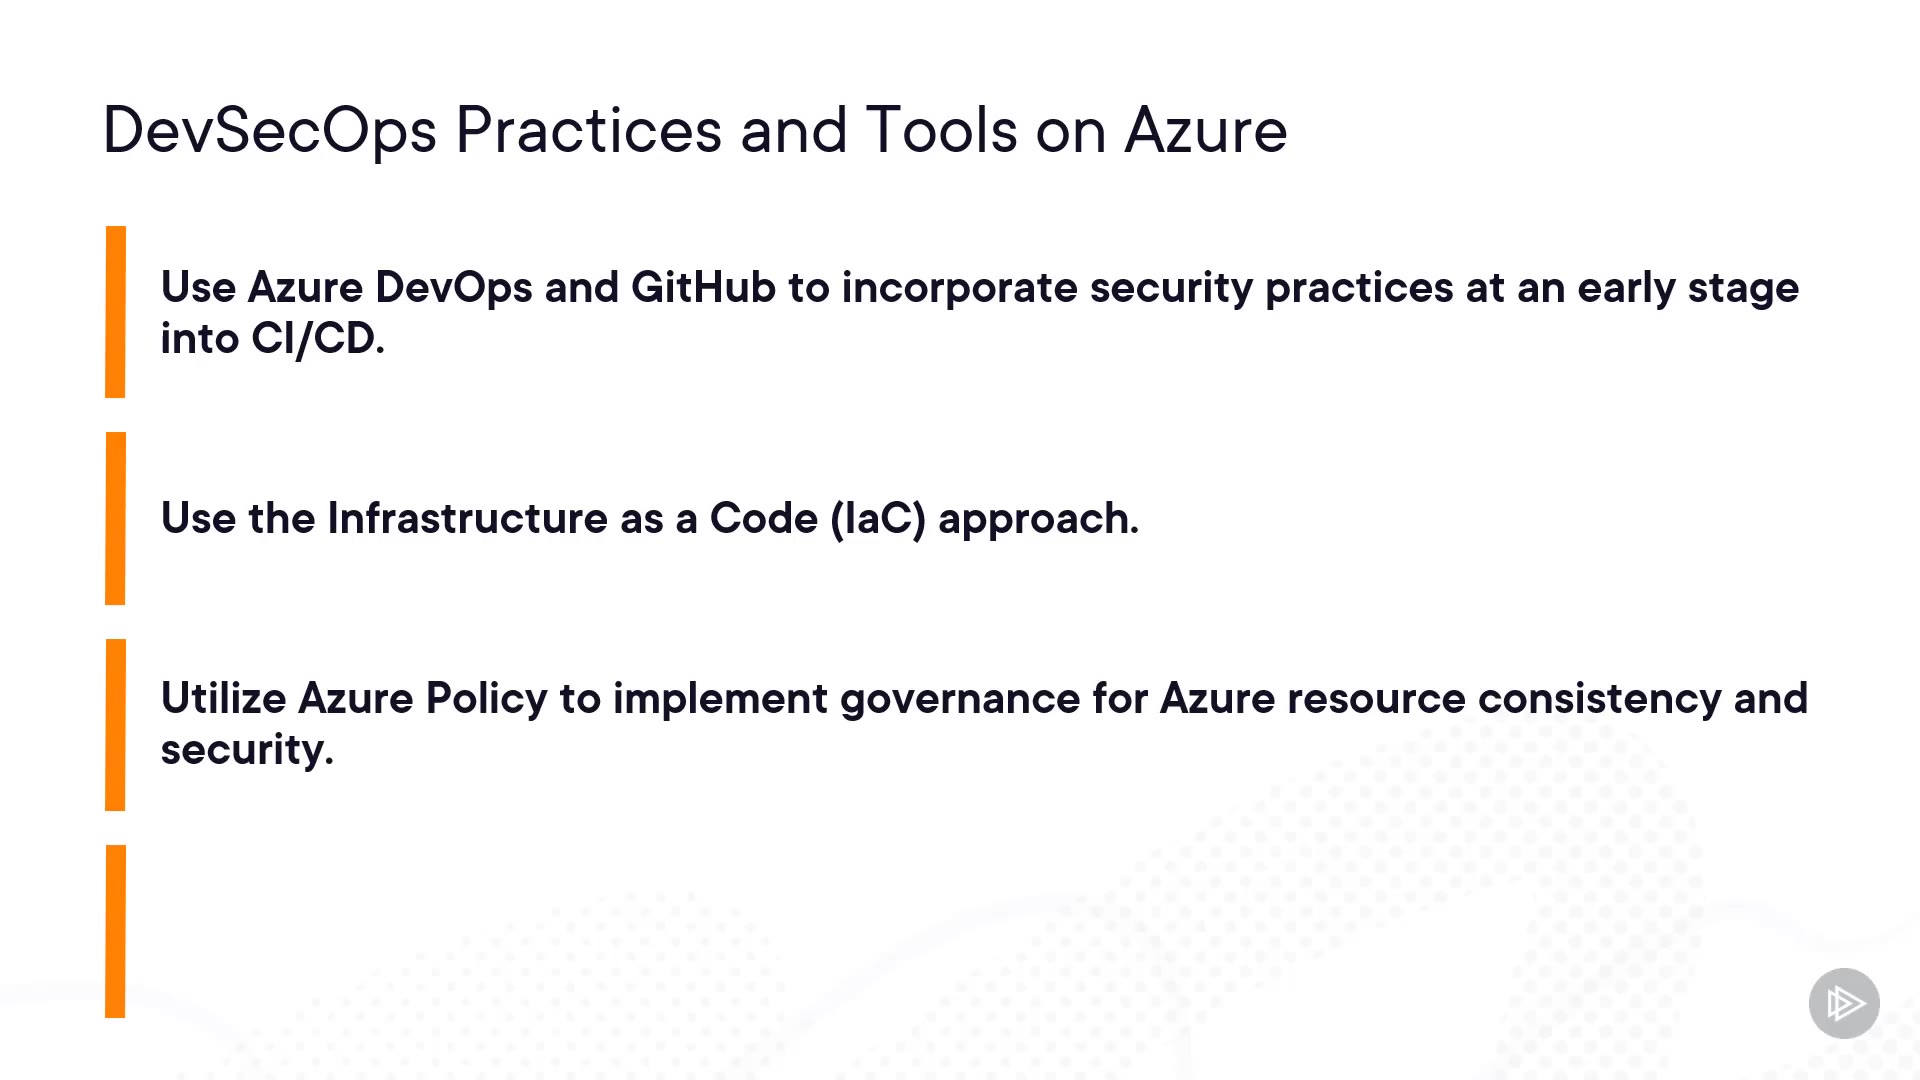 DevSecOps Practices and Tools on Azure
Use Azure DevOps and GitHub to incorporate security practices at an early stage
into CI/CD.
Use the Infrastructure as a Code (IaC) approach.
Utilize Azure Policy to implement governance for Azure resource consistency and
security.